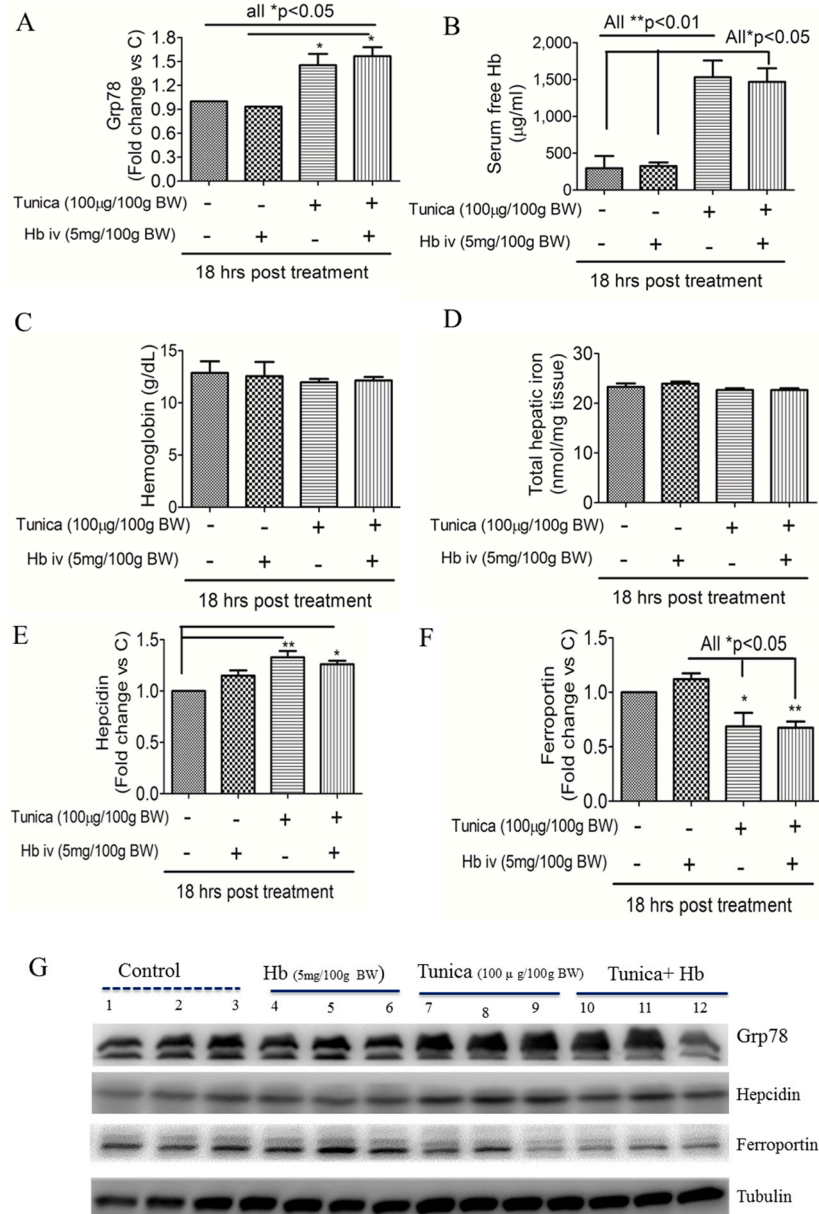 A
all *p<0.05
Grp78
(Fold change vs C)
1.8
1.5
1.2
0.9
0.6
0.3
0.0
*
*
Tunica (100µg/100g BW) - - + +
Hb iv (5mg/100g BW) - + - +
18 hrs post treatment
B
All **p<0.01
All*p<0.05
Serum free Hb
(µg/ml)
2,000
1,500
1,000
500
0
Tunica (100µg/100g BW) - - + +
Hb iv (5mg/100g BW) - + - +
18 hrs post treatment
C
Hemoglobin (g/dL)
15
10
5
0
Tunica (100µg/100g BW) - - + +
Hb iv (5mg/100g BW) - + - +
18 hrs post treatment
D
Total hepatic iron
(nmol/mg tissue)
30
20
10
0
Tunica (100µg/100g BW) - - + +
Hb iv (5mg/100g BW) - + - +
18 hrs post treatment
E
Hepcidin
(Fold change vs C)
1.5
1.0
0.5
0.0
**
*
Tunica (100µg/100g BW) - - + +
Hb iv (5mg/100g BW) - + - +
18 hrs post treatment
F
All *p<0.05
Ferroportin
(Fold change vs C)
1.5
1.0
0.5
0.0
*
**
Tunica (100µg/100g BW) - - + +
Hb iv (5mg/100g BW) - + - +
18 hrs post treatment
G
Control Hb (5mg/100g BW) Tunica (100 µ g/100g BW) Tunica+ Hb
1 2 3 4 5 6 7 8 9 10 11 12
Grp78
Hepcidin
Ferroportin
Tubulin